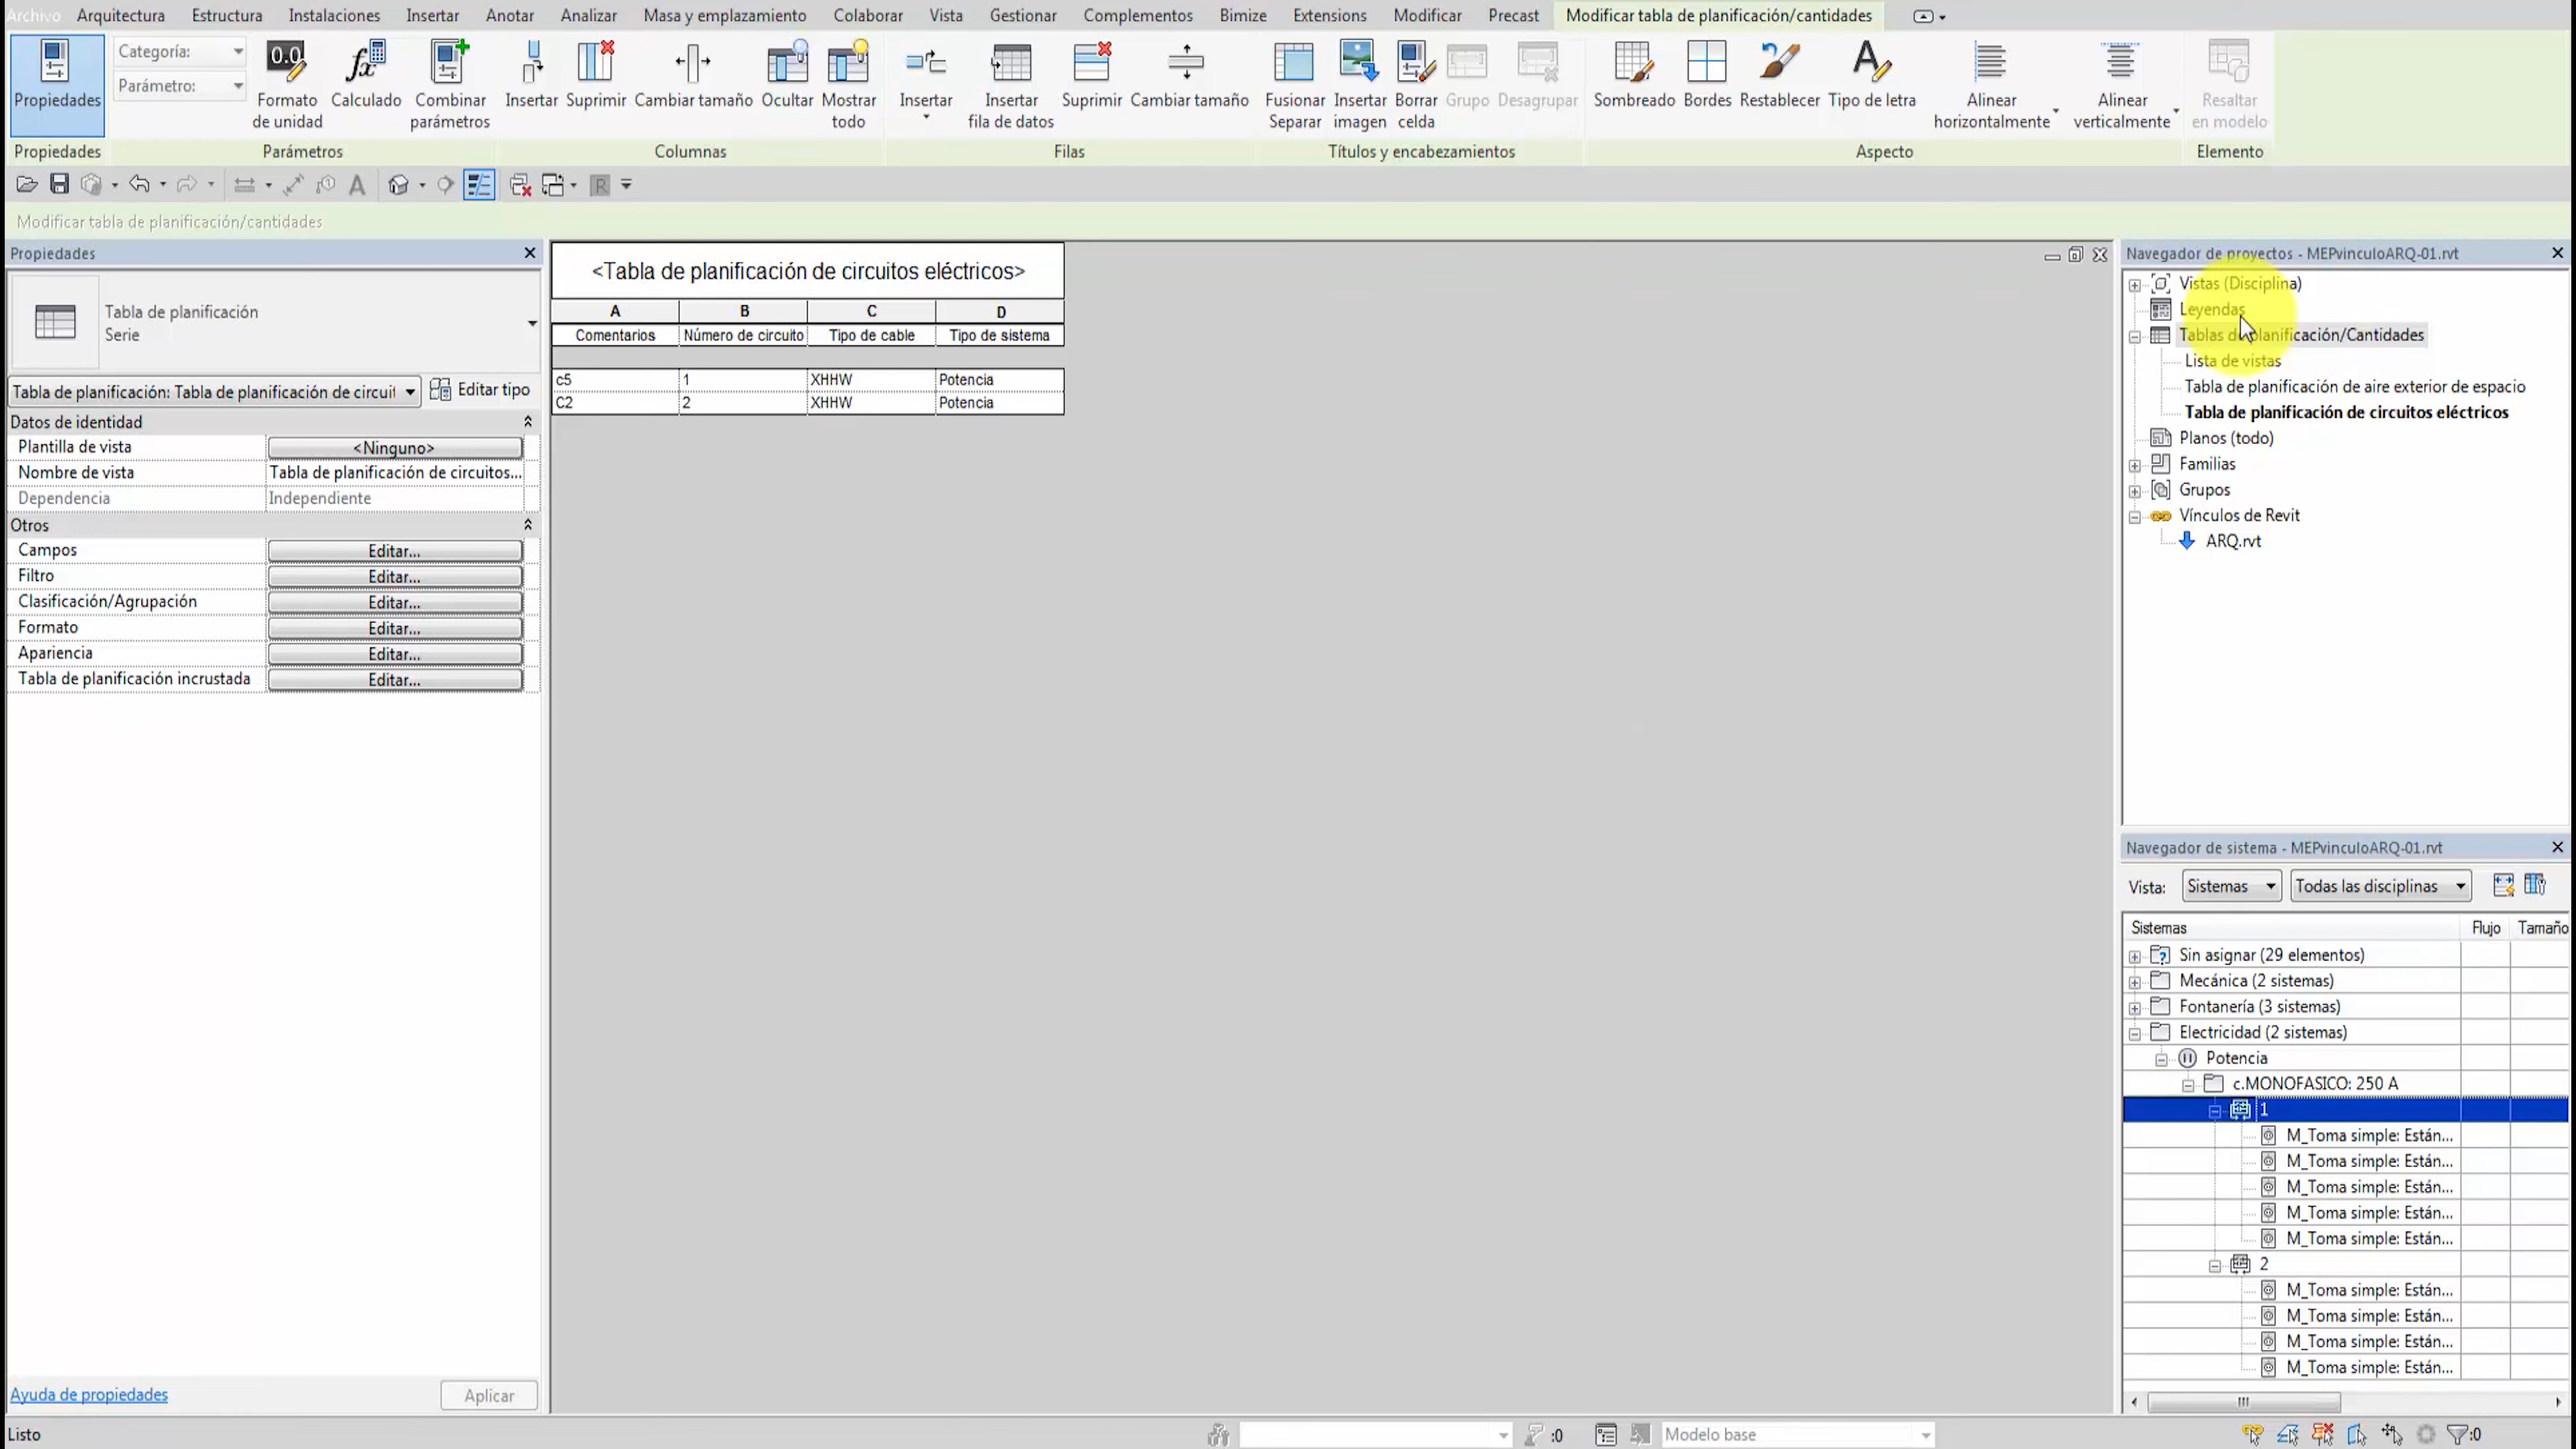 Archivo Arquitectura Estructura Instalaciones Insertar Anotar Analizar Masa y emplazamiento Colaborar Vista Gestionar Complementos Bimize Extensions Modificar Precast Modificar tabla de planificación/cantidades
Propiedades
Categoría:
Parámetro:
0.0
Formato de unidad
Calculado
Combinar parámetros
Insertar
Suprimir
Cambiar tamaño
Ocultar
Mostrar todo
Insertar
Insertar fila de datos
Suprimir
Cambiar tamaño
Fusionar Separar
Insertar imagen
Borrar celda
Grupo
Desagrupar
Sombreado
Bordes
Restablecer
Tipo de letra
Alinear horizontalmente
Alinear verticalmente
Resaltar en modelo
Propiedades Parámetros Columnas Filas Títulos y encabezamientos Aspecto Elemento
Modificar tabla de planificación/cantidades
Propiedades
Tabla de planificación
Serie
Tabla de planificación: Tabla de planificación de circuit
Editar tipo
Datos de identidad
Plantilla de vista <Ninguno>
Nombre de vista Tabla de planificación de circuitos...
Dependencia Independiente
Otros
Campos Editar...
Filtro Editar...
Clasificación/Agrupación Editar...
Formato Editar...
Apariencia Editar...
Tabla de planificación incrustada Editar...
Ayuda de propiedades
Aplicar
<Tabla de planificación de circuitos eléctricos>
A B C D
Comentarios Número de circuito Tipo de cable Tipo de sistema
c5 1 XHHW Potencia
C2 2 XHHW Potencia
Navegador de proyectos - MEPvinculoARQ-01.rvt
Vistas (Disciplina)
Leyendas
Tablas de planificación/Cantidades
Lista de vistas
Tabla de planificación de aire exterior de espacio
Tabla de planificación de circuitos eléctricos
Planos (todo)
Familias
Grupos
Vínculos de Revit
ARQ.rvt
Navegador de sistema - MEPvinculoARQ-01.rvt
Vista: Sistemas Todas las disciplinas
Sistemas Flujo Tamaño
Sin asignar (29 elementos)
Mecánica (2 sistemas)
Fontanería (3 sistemas)
Electricidad (2 sistemas)
Potencia
c.MONOFASICO: 250 A
1
M_Toma simple: Están...
M_Toma simple: Están...
M_Toma simple: Están...
M_Toma simple: Están...
M_Toma simple: Están...
2
M_Toma simple: Están...
M_Toma simple: Están...
M_Toma simple: Están...
M_Toma simple: Están...
Listo
:0
Modelo base
:0